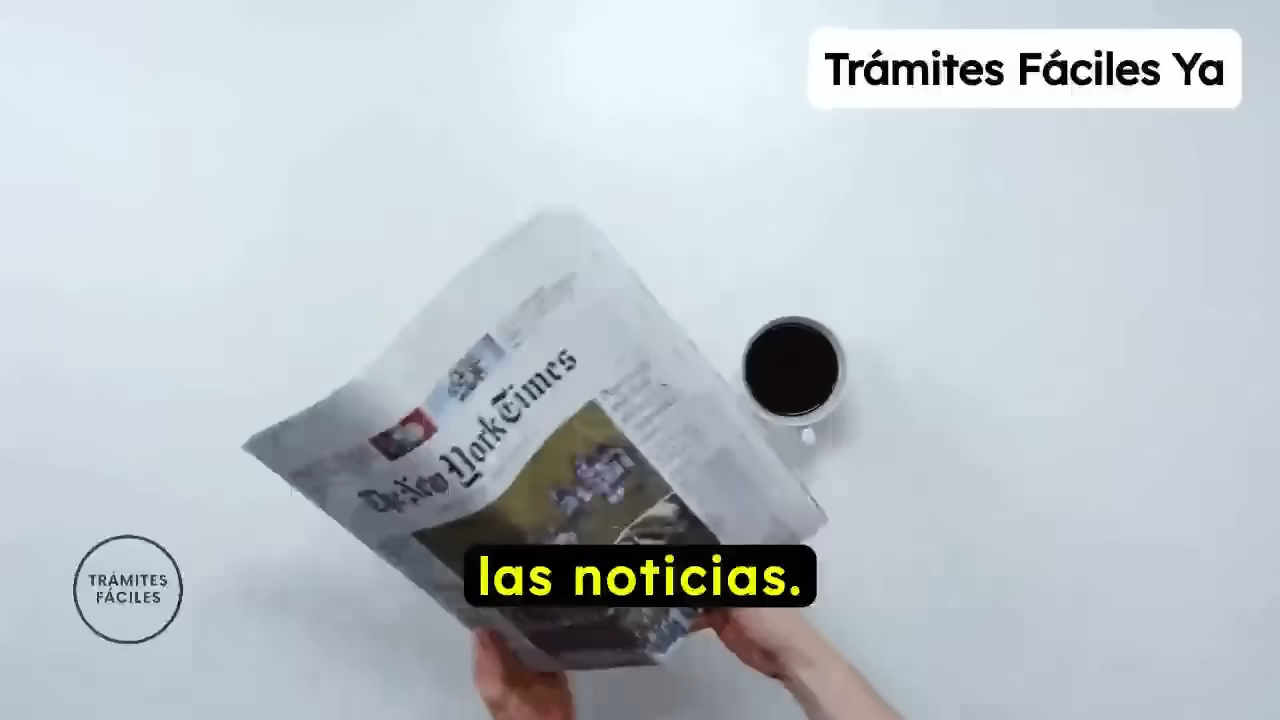 Trámites Fáciles Ya
The New York Times
las noticias.
TRÁMITES
FÁCILES